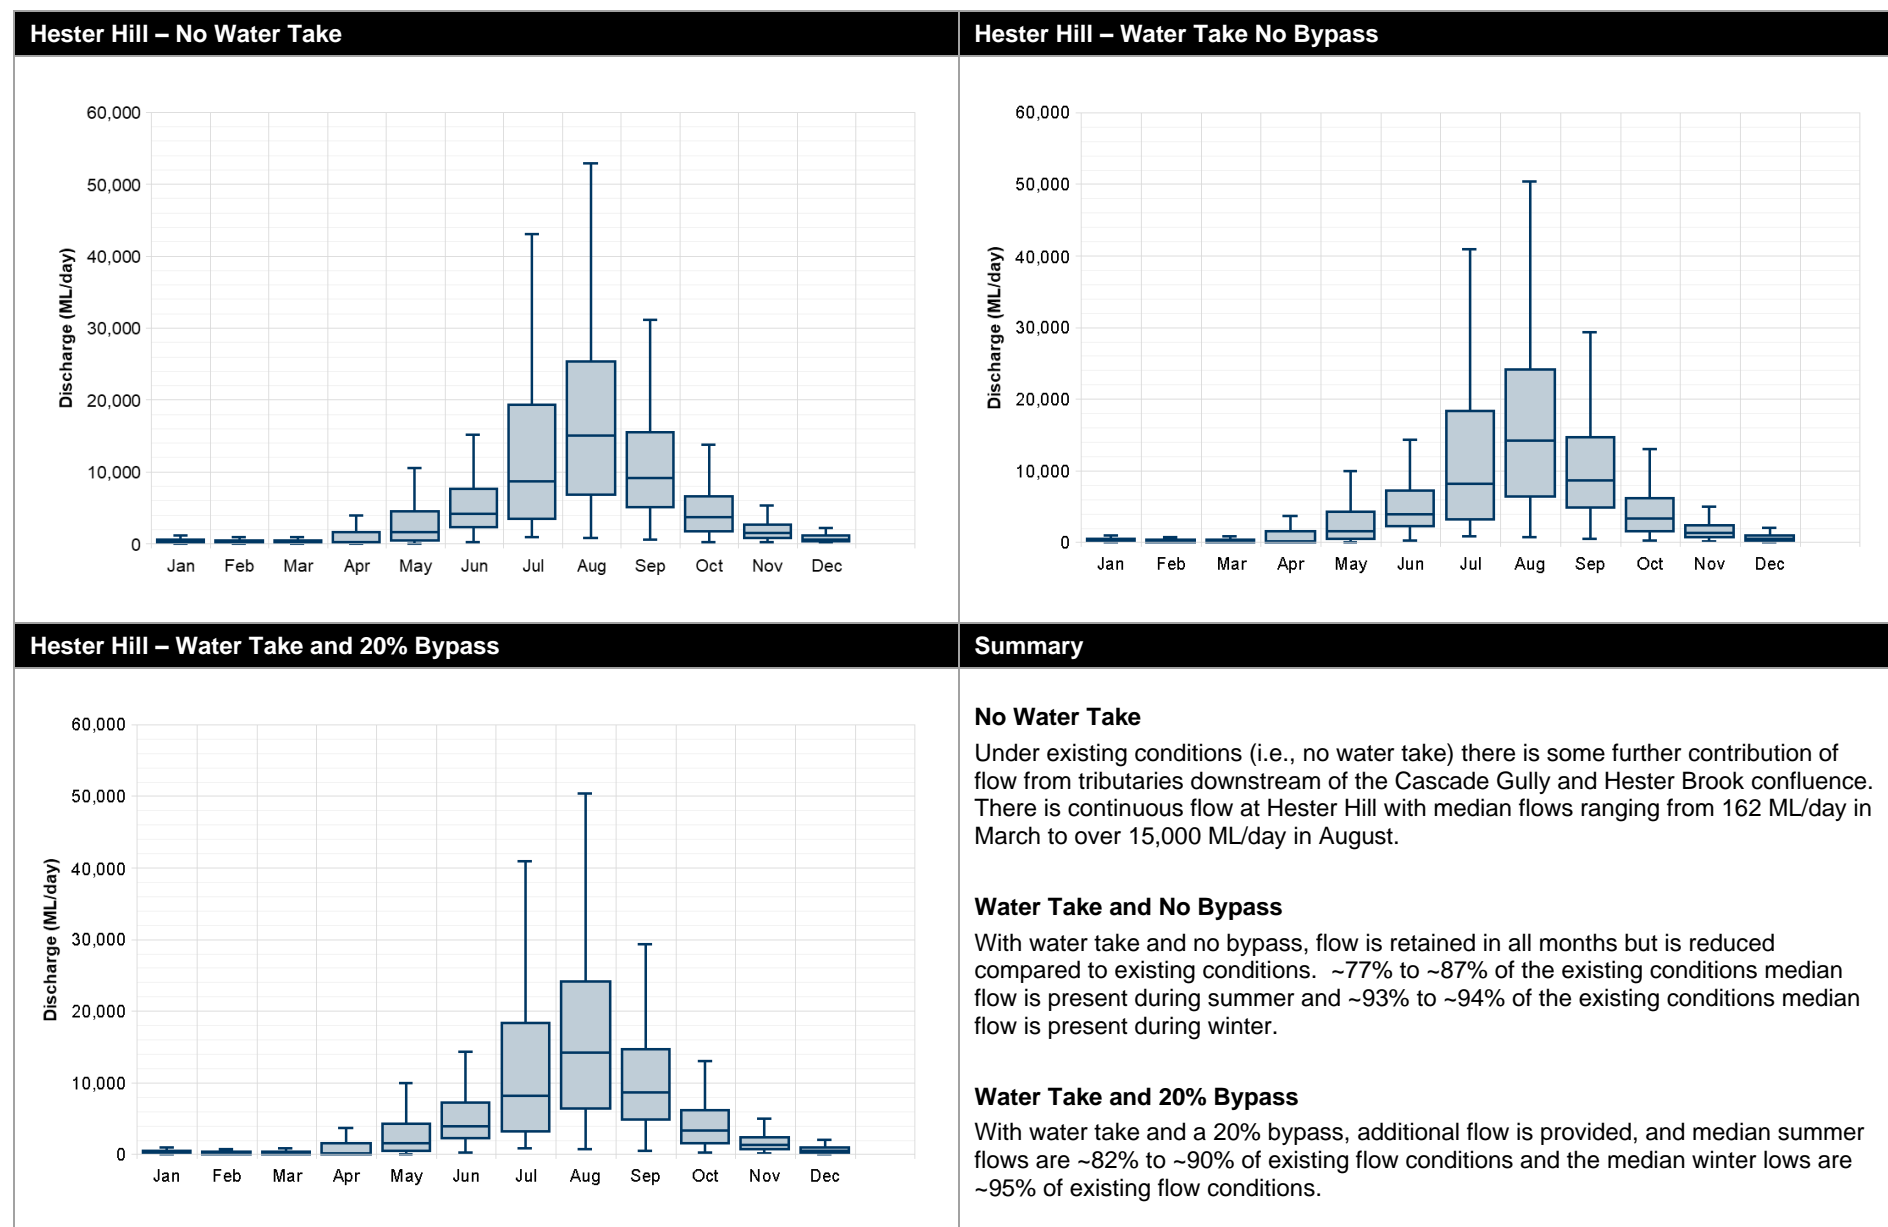 Hester Hill – No Water Take
Hester Hill – Water Take No Bypass
60,000
50,000
40,000
30,000
20,000
10,000
0
Discharge (ML/day)
Jan Feb Mar Apr May Jun Jul Aug Sep Oct Nov Dec
60,000
50,000
40,000
30,000
20,000
10,000
0
Discharge (ML/day)
Jan Feb Mar Apr May Jun Jul Aug Sep Oct Nov Dec
Hester Hill – Water Take and 20% Bypass
60,000
50,000
40,000
30,000
20,000
10,000
0
Discharge (ML/day)
Jan Feb Mar Apr May Jun Jul Aug Sep Oct Nov Dec
Summary
No Water Take
Under existing conditions (i.e., no water take) there is some further contribution of
flow from tributaries downstream of the Cascade Gully and Hester Brook confluence.
There is continuous flow at Hester Hill with median flows ranging from 162 ML/day in
March to over 15,000 ML/day in August.
Water Take and No Bypass
With water take and no bypass, flow is retained in all months but is reduced
compared to existing conditions. ~77% to ~87% of the existing conditions median
flow is present during summer and ~93% to ~94% of the existing conditions median
flow is present during winter.
Water Take and 20% Bypass
With water take and a 20% bypass, additional flow is provided, and median summer
flows are ~82% to ~90% of existing flow conditions and the median winter lows are
~95% of existing flow conditions.